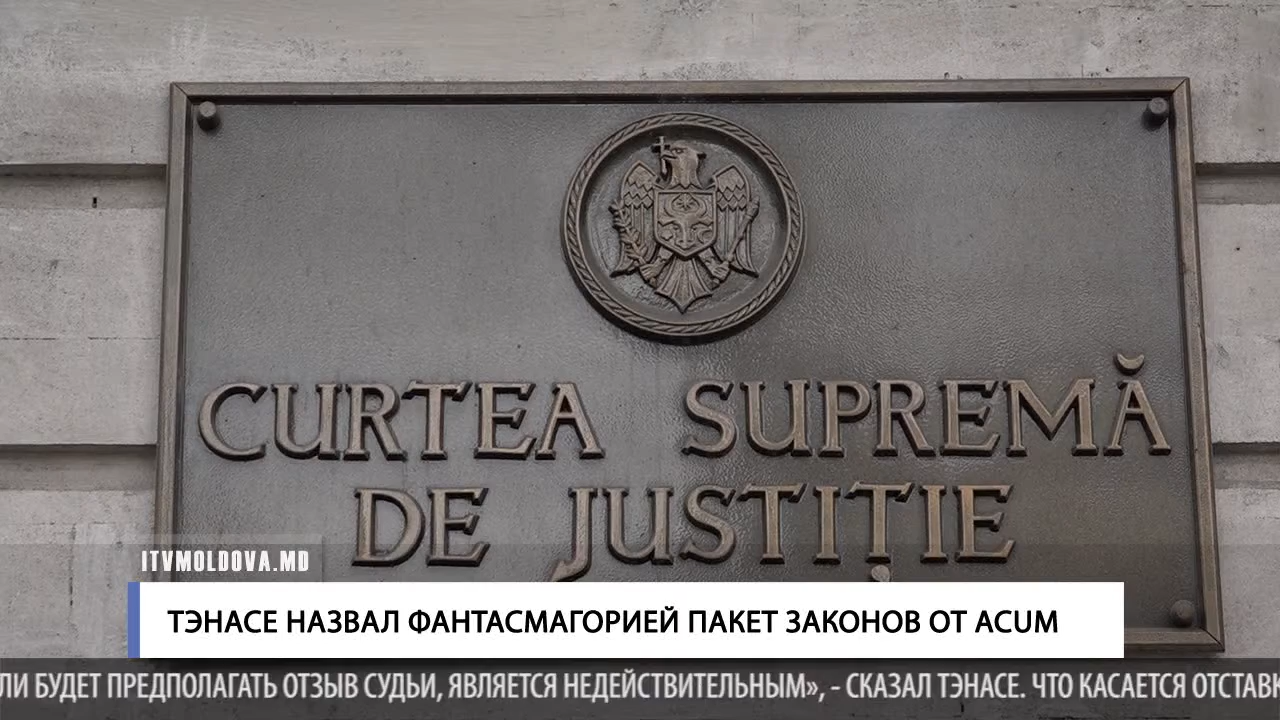 CURTEA SUPREMĂ
DE JUSTIȚIE
ITVMOLDOVA.MD
ТЭНАСЕ НАЗВАЛ ФАНТАСМАГОРИЕЙ ПАКЕТ ЗАКОНОВ ОТ ACUM
ЛИ БУДЕТ ПРЕДПОЛАГАТЬ ОТЗЫВ СУДЬИ, ЯВЛЯЕТСЯ НЕДЕЙСТВИТЕЛЬНЫМ», - СКАЗАЛ ТЭНАСЕ. ЧТО КАСАЕТСЯ ОТСТАВК